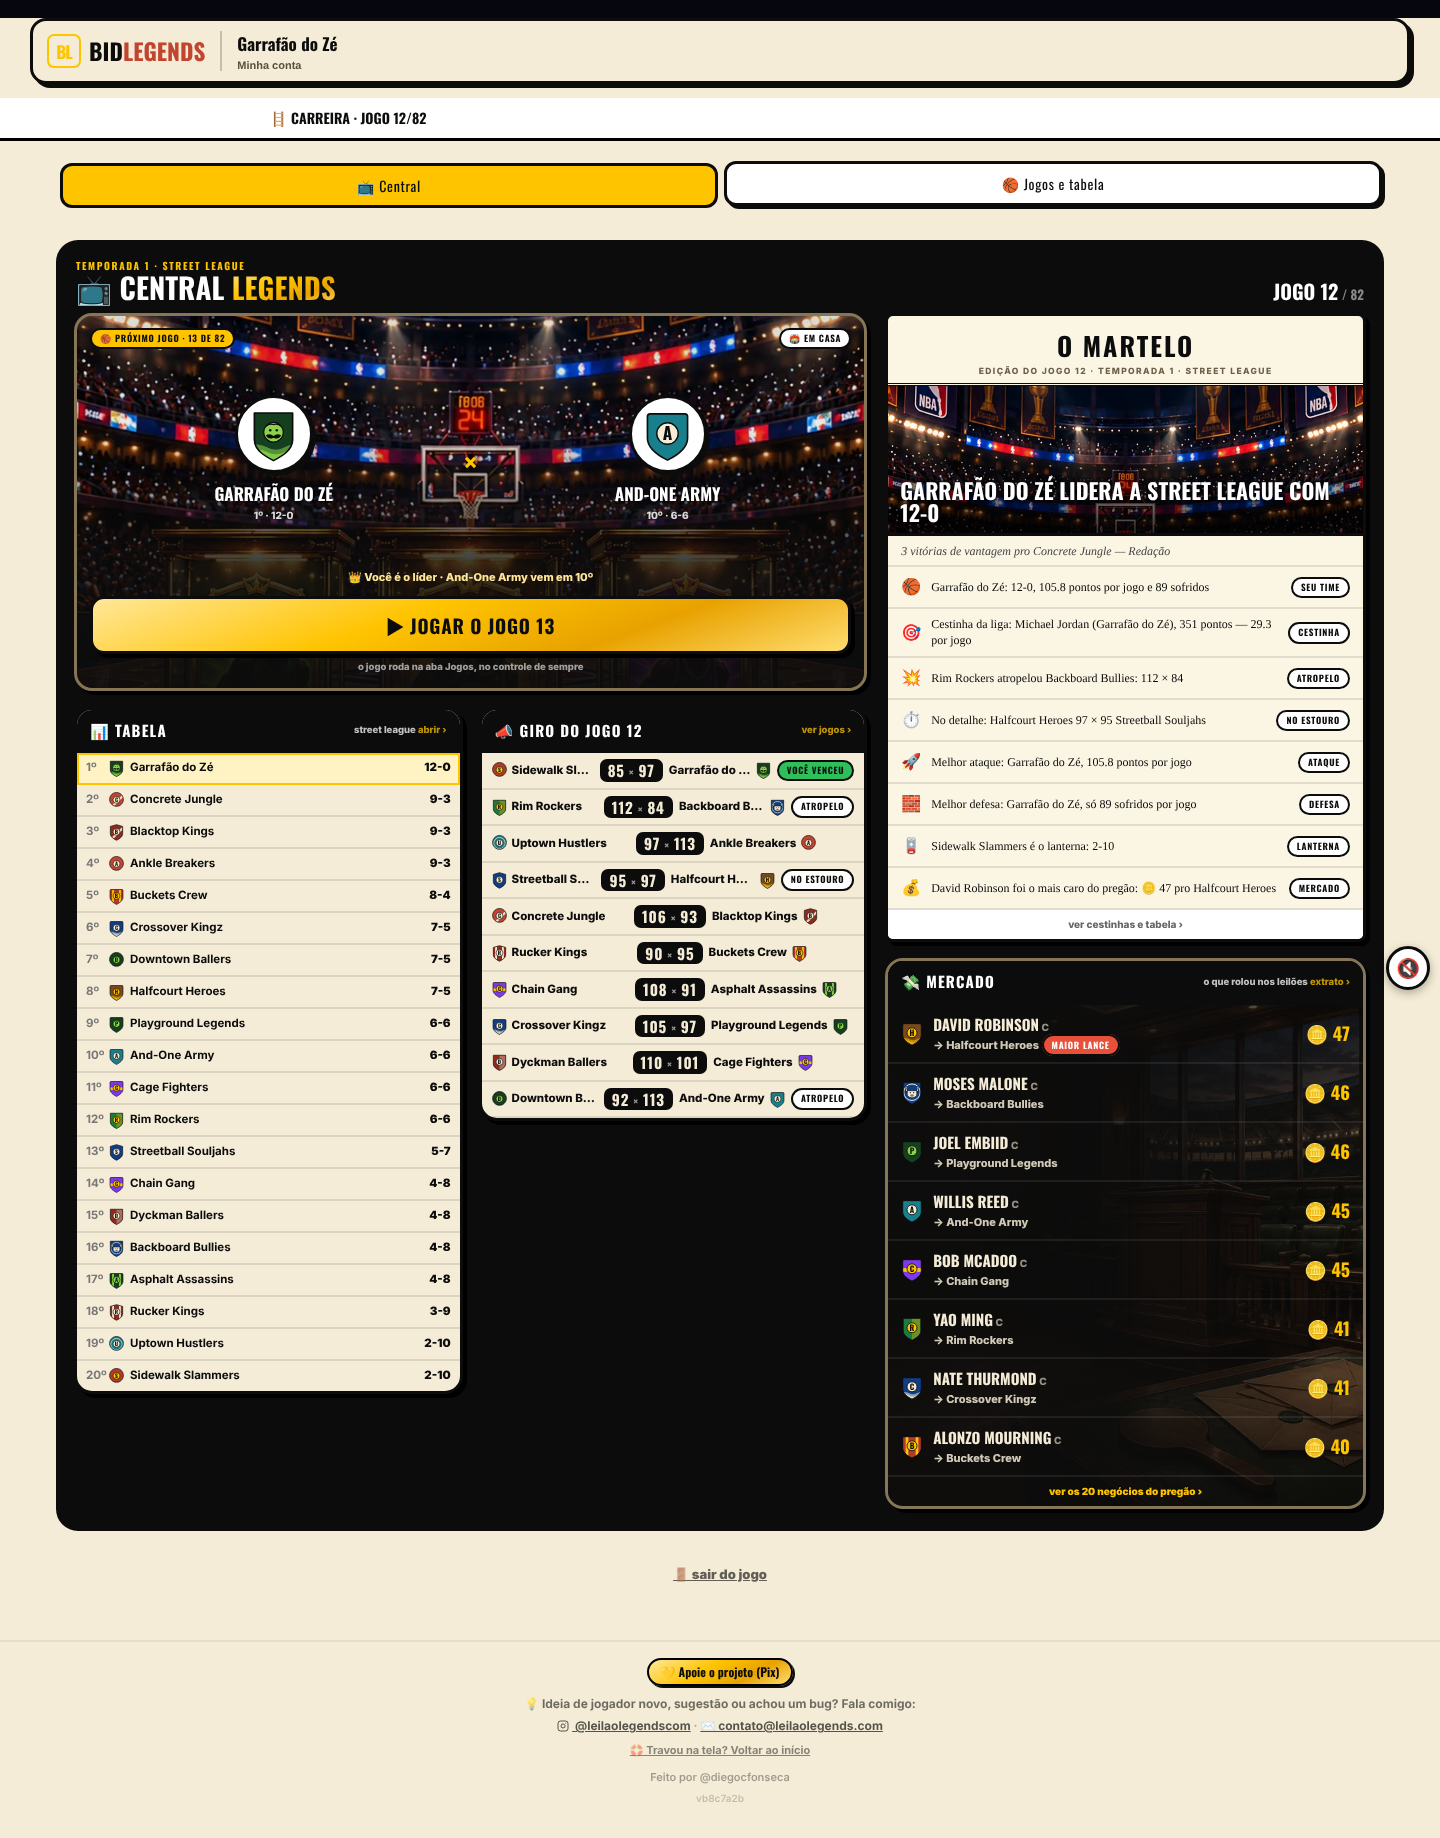 BL BIDLEGENDS
Garrafão do Zé
Minha conta
CARREIRA · JOGO 12/82
Central
Jogos e tabela
TEMPORADA 1 · STREET LEAGUE
CENTRAL LEGENDS
JOGO 12 / 82
PRÓXIMO JOGO · 13 DE 82
EM CASA
24
GARRAFÃO DO ZÉ
1º · 12-0
×
A
AND-ONE ARMY
10º · 6-6
Você é o líder · And-One Army vem em 10º
▶ JOGAR O JOGO 13
o jogo roda na aba Jogos, no controle de sempre
TABELA
street league abrir ›
1º Garrafão do Zé 12-0
2º Concrete Jungle 9-3
3º Blacktop Kings 9-3
4º Ankle Breakers 9-3
5º Buckets Crew 8-4
6º Crossover Kingz 7-5
7º Downtown Ballers 7-5
8º Halfcourt Heroes 7-5
9º Playground Legends 6-6
10º And-One Army 6-6
11º Cage Fighters 6-6
12º Rim Rockers 6-6
13º Streetball Souljahs 5-7
14º Chain Gang 4-8
15º Dyckman Ballers 4-8
16º Backboard Bullies 4-8
17º Asphalt Assassins 4-8
18º Rucker Kings 3-9
19º Uptown Hustlers 2-10
20º Sidewalk Slammers 2-10
GIRO DO JOGO 12
ver jogos ›
Sidewalk Sl... 85 × 97 Garrafão do ... VOCÊ VENCEU
Rim Rockers 112 × 84 Backboard B... ATROPELO
Uptown Hustlers 97 × 113 Ankle Breakers
Streetball S... 95 × 97 Halfcourt H... NO ESTOURO
Concrete Jungle 106 × 93 Blacktop Kings
Rucker Kings 90 × 95 Buckets Crew
Chain Gang 108 × 91 Asphalt Assassins
Crossover Kingz 105 × 97 Playground Legends
Dyckman Ballers 110 × 101 Cage Fighters
Downtown B... 92 × 113 And-One Army ATROPELO
O MARTELO
EDIÇÃO DO JOGO 12 · TEMPORADA 1 · STREET LEAGUE
NBA
NBA
GARRAFÃO DO ZÉ LIDERA A STREET LEAGUE COM
12-0
3 vitórias de vantagem pro Concrete Jungle — Redação
Garrafão do Zé: 12-0, 105.8 pontos por jogo e 89 sofridos SEU TIME
Cestinha da liga: Michael Jordan (Garrafão do Zé), 351 pontos — 29.3
por jogo CESTINHA
Rim Rockers atropelou Backboard Bullies: 112 × 84 ATROPELO
No detalhe: Halfcourt Heroes 97 × 95 Streetball Souljahs NO ESTOURO
Melhor ataque: Garrafão do Zé, 105.8 pontos por jogo ATAQUE
Melhor defesa: Garrafão do Zé, só 89 sofridos por jogo DEFESA
Sidewalk Slammers é o lanterna: 2-10 LANTERNA
David Robinson foi o mais caro do pregão: 47 pro Halfcourt Heroes MERCADO
ver cestinhas e tabela ›
MERCADO
o que rolou nos leilões extrato ›
DAVID ROBINSON C
→ Halfcourt Heroes MAIOR LANCE
47
MOSES MALONE C
→ Backboard Bullies
46
JOEL EMBIID C
→ Playground Legends
46
WILLIS REED C
→ And-One Army
45
BOB MCADOO C
→ Chain Gang
45
YAO MING C
→ Rim Rockers
41
NATE THURMOND C
→ Crossover Kingz
41
ALONZO MOURNING C
→ Buckets Crew
40
ver os 20 negócios do pregão ›
sair do jogo
Apoie o projeto (Pix)
Ideia de jogador novo, sugestão ou achou um bug? Fala comigo:
@leilaolegendscom · contato@leilaolegends.com
Travou na tela? Voltar ao início
Feito por @diegocfonseca
vb8c7a2b